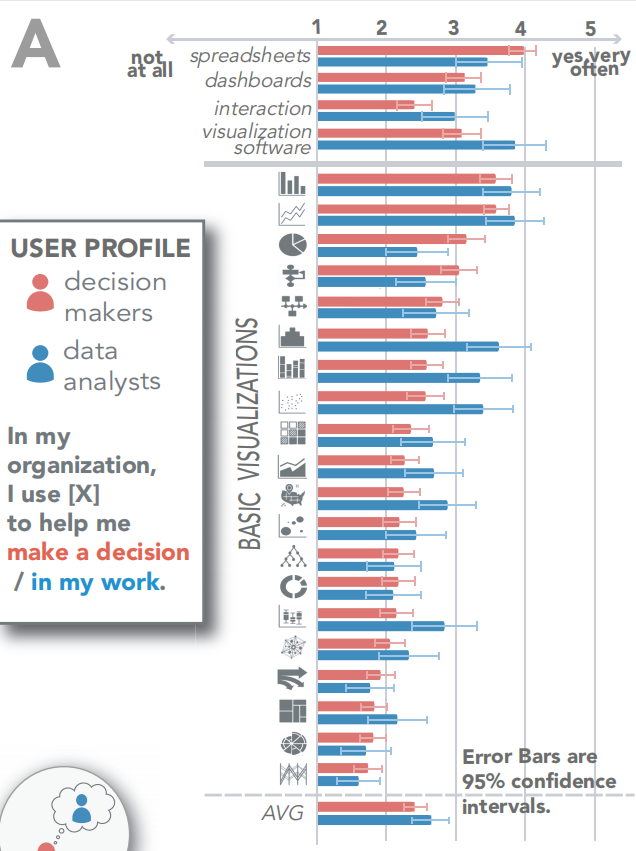 A
1 2 3 4 5
not
at all
yes,very
often
spreadsheets
dashboards
interaction
visualization
software
USER PROFILE
decision
makers
data
analysts
In my
organization,
I use [X]
to help me
make a decision
/ in my work.
BASIC VISUALIZATIONS
Error Bars are
95% confidence
intervals.
AVG